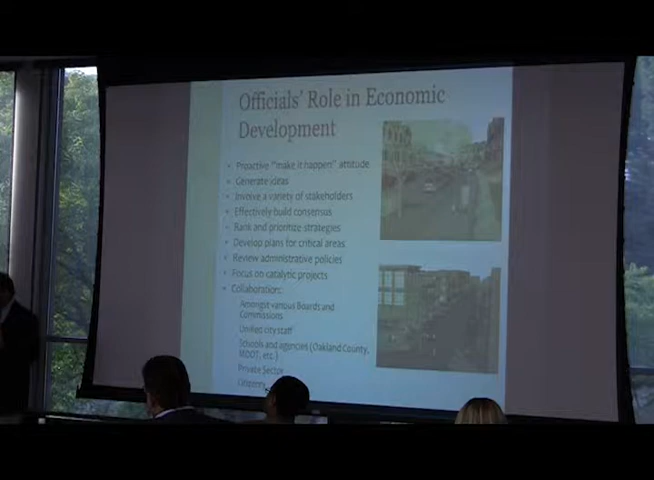 Officials' Role in Economic
Development
• Proactive "make it happen" attitude
• Generate ideas
• Involve a variety of stakeholders
• Effectively build consensus
• Rank and prioritize strategies
• Develop plans for critical areas
• Review administrative policies
• Focus on catalytic projects
• Collaboration:
Amongst various Boards and
Commissions
Unified city staff
Schools and agencies (Oakland County,
MDOT, etc.)
Private Sector
Citizens